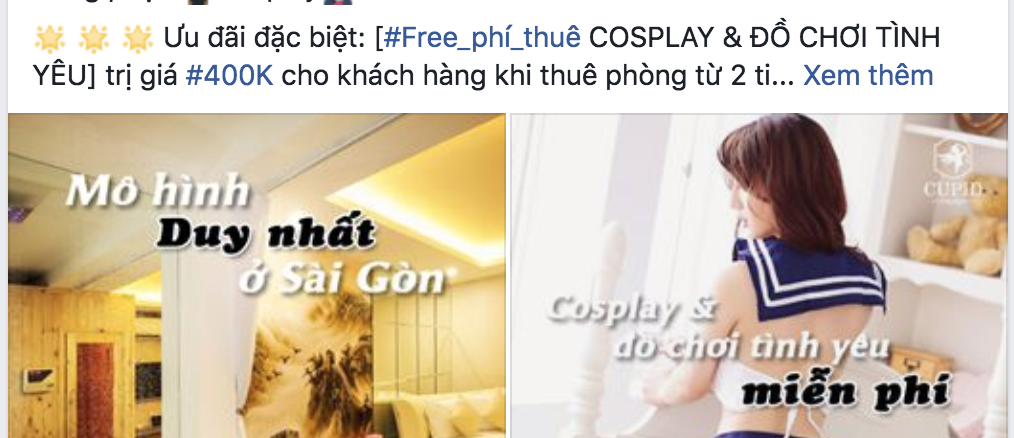 🌟 🌟 🌟 Ưu đãi đặc biệt: [#Free_phí_thuê COSPLAY & ĐỒ CHƠI TÌNH
YÊU] trị giá #400K cho khách hàng khi thuê phòng từ 2 ti... Xem thêm
Mô hình
Duy nhất
ở Sài Gòn
CUPID
Cosplay &
đồ chơi tình yêu
miễn phí